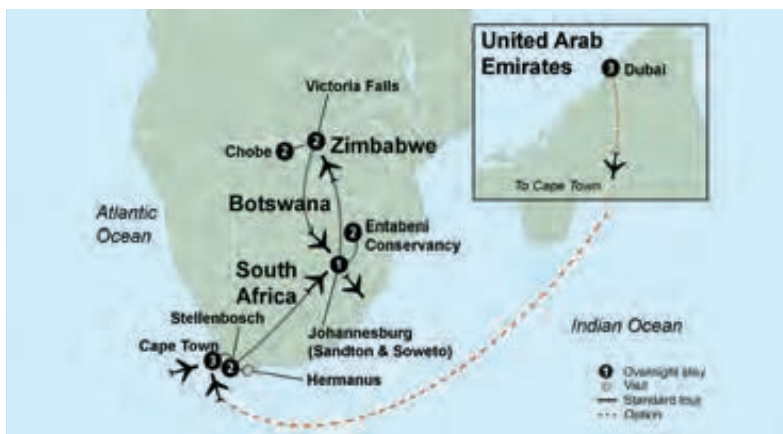 United Arab
Emirates
3 Dubai
To Cape Town
Victoria Falls
Chobe 2
2 Zimbabwe
Botswana
Atlantic
Ocean
2 Entabeni
Conservancy
1
South
Africa
Stellenbosch
Cape Town
3
2
Johannesburg
(Sandton & Soweto)
Hermanus
Indian Ocean
1 Overnight stay
Visit
Standard tour
Option